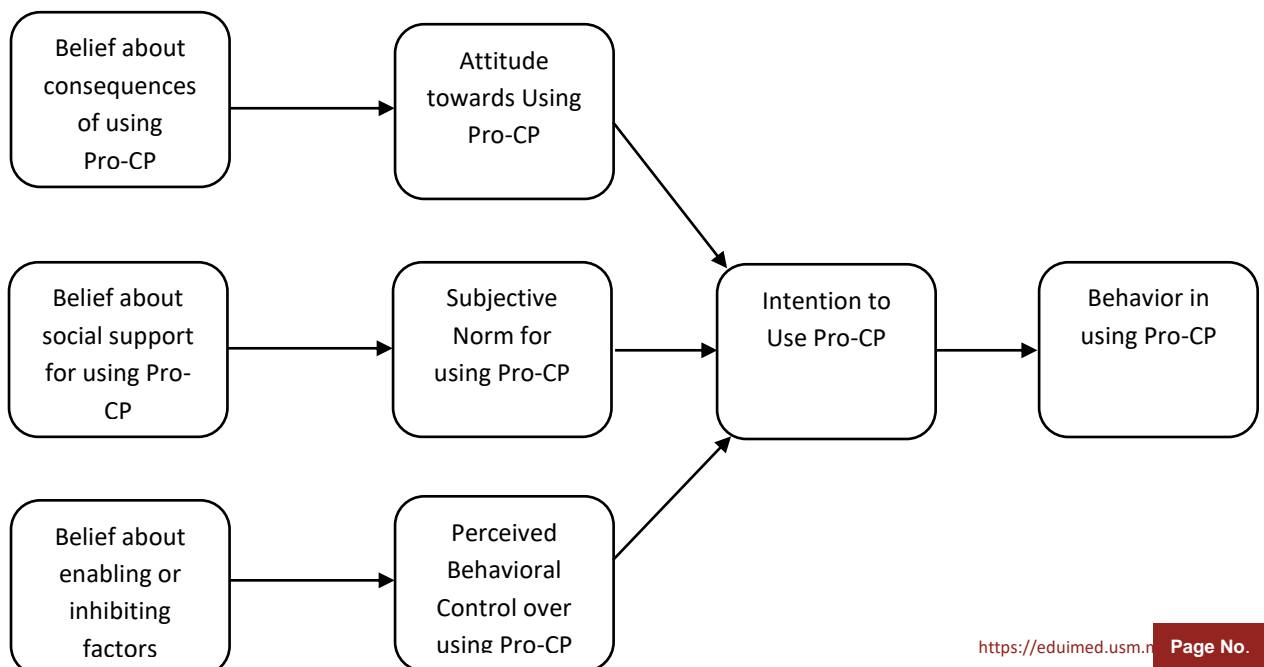 Belief about
consequences
of using
Pro-CP
Attitude
towards Using
Pro-CP
Belief about
social support
for using Pro-
CP
Subjective
Norm for
using Pro-CP
Intention to
Use Pro-CP
Behavior in
using Pro-CP
Belief about
enabling or
inhibiting
factors
Perceived
Behavioral
Control over
using Pro-CP
https://eduimed.usm.m
Page No.